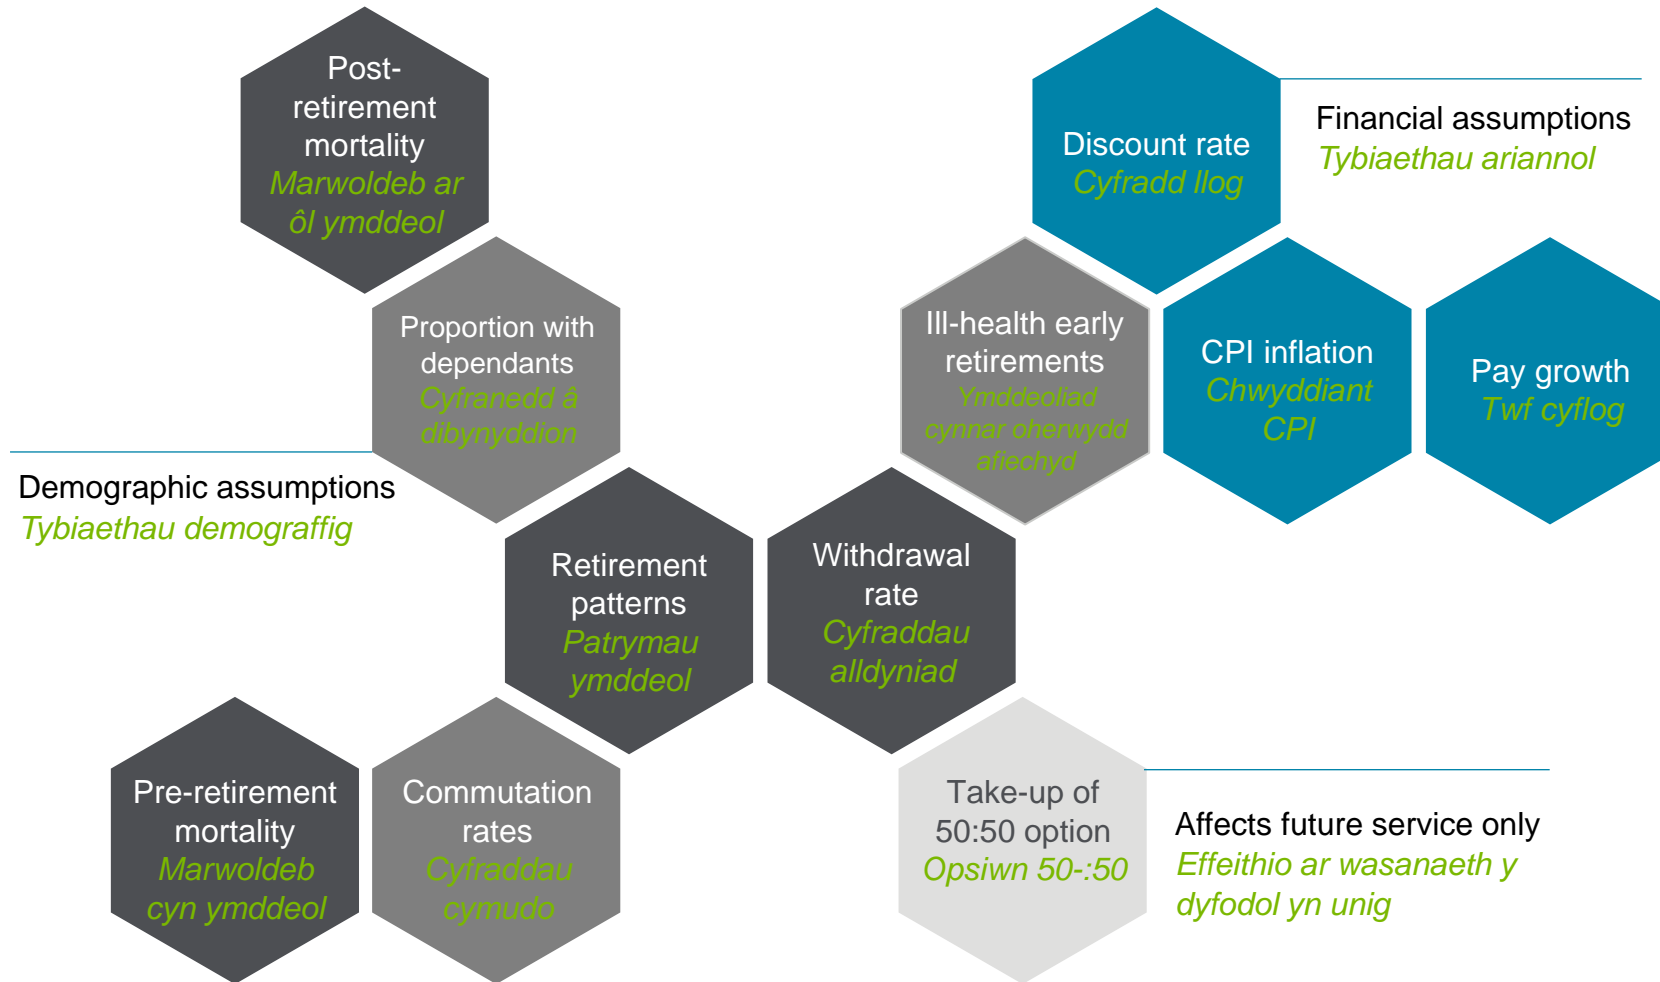 Post-
retirement
mortality
Marwoldeb ar
ôl ymddeol
Discount rate
Cyfradd llog
Financial assumptions
Tybiaethau ariannol
Proportion with
dependants
Cyfranedd â
dibynyddion
Ill-health early
retirements
Ymddeoliad
cynnar oherwydd
afiechyd
CPI inflation
Chwyddiant
CPI
Pay growth
Twf cyflog
Demographic assumptions
Tybiaethau demograffig
Retirement
patterns
Patrymau
ymddeol
Withdrawal
rate
Cyfraddau
alldyniad
Pre-retirement
mortality
Marwoldeb
cyn ymddeol
Commutation
rates
Cyfraddau
cymudo
Take-up of
50:50 option
Opsiwn 50-:50
Affects future service only
Effeithio ar wasanaeth y
dyfodol yn unig